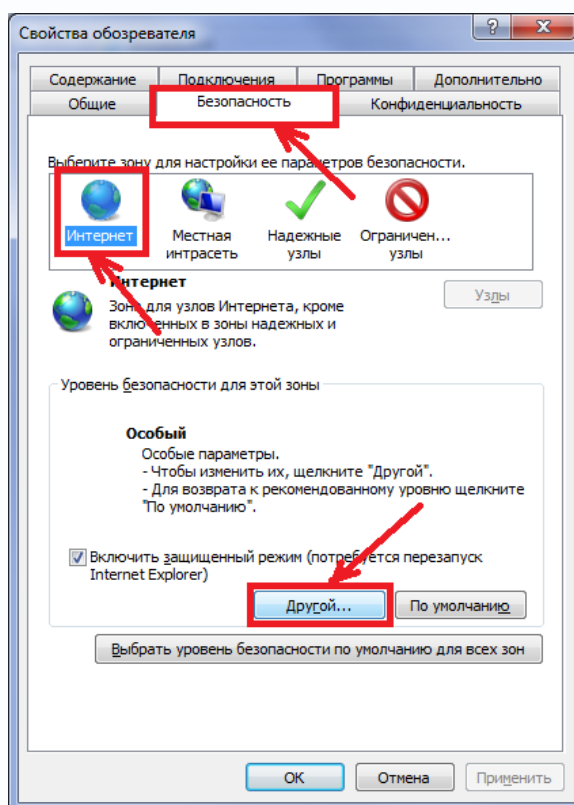 Свойства обозревателя
Содержание Подключения Программы Дополнительно
Общие Безопасность Конфиденциальность
Выберите зону для настройки ее параметров безопасности.
Интернет Местная интрасеть Надежные узлы Ограничен... узлы
Интернет
Зона для узлов Интернета, кроме
включенных в зоны надежных и
ограниченных узлов.
Узлы
Уровень безопасности для этой зоны
Особый
Особые параметры.
- Чтобы изменить их, щелкните "Другой".
- Для возврата к рекомендованному уровню щелкните
"По умолчанию".
Включить защищенный режим (потребуется перезапуск
Internet Explorer)
Другой... По умолчанию
Выбрать уровень безопасности по умолчанию для всех зон
ОК Отмена Применить